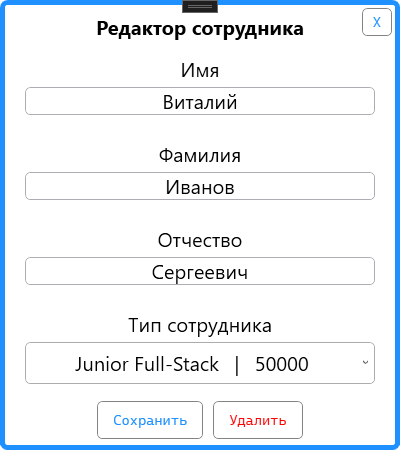 Редактор сотрудника
X
Имя
Виталий
Фамилия
Иванов
Отчество
Сергеевич
Тип сотрудника
Junior Full-Stack | 50000
Сохранить Удалить